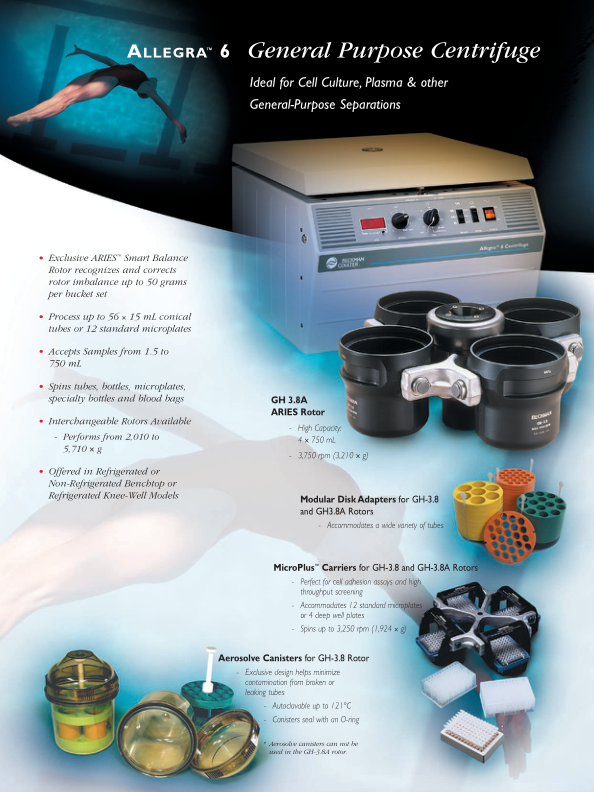 ALLEGRA™ 6 General Purpose Centrifuge
Ideal for Cell Culture, Plasma & other
General-Purpose Separations
Allegra™ 6 Centrifuge
BECKMAN
COULTER
• Exclusive ARIES™ Smart Balance
Rotor recognizes and corrects
rotor imbalance up to 50 grams
per bucket set
• Process up to 56 × 15 mL conical
tubes or 12 standard microplates
• Accepts Samples from 1.5 to
750 mL
• Spins tubes, bottles, microplates,
specialty bottles and blood bags
• Interchangeable Rotors Available
- Performs from 2,010 to
5,710 × g
• Offered in Refrigerated or
Non-Refrigerated Benchtop or
Refrigerated Knee-Well Models
GH 3.8A
ARIES Rotor
- High Capacity:
4 × 750 mL
- 3,750 rpm (3,210 × g)
BECKMAN
Modular Disk Adapters for GH-3.8
and GH3.8A Rotors
- Accommodates a wide variety of tubes
MicroPlus™ Carriers for GH-3.8 and GH-3.8A Rotors
- Perfect for cell adhesion assays and high
throughput screening
- Accommodates 12 standard microplates
or 4 deep well plates
- Spins up to 3,250 rpm (1,924 × g)
Aerosolve Canisters for GH-3.8 Rotor
- Exclusive design helps minimize
contamination from broken or
leaking tubes
- Autoclavable up to 121°C
- Canisters seal with an O-ring
* Aerosolve canisters can not be
used in the GH-3.8A rotor.